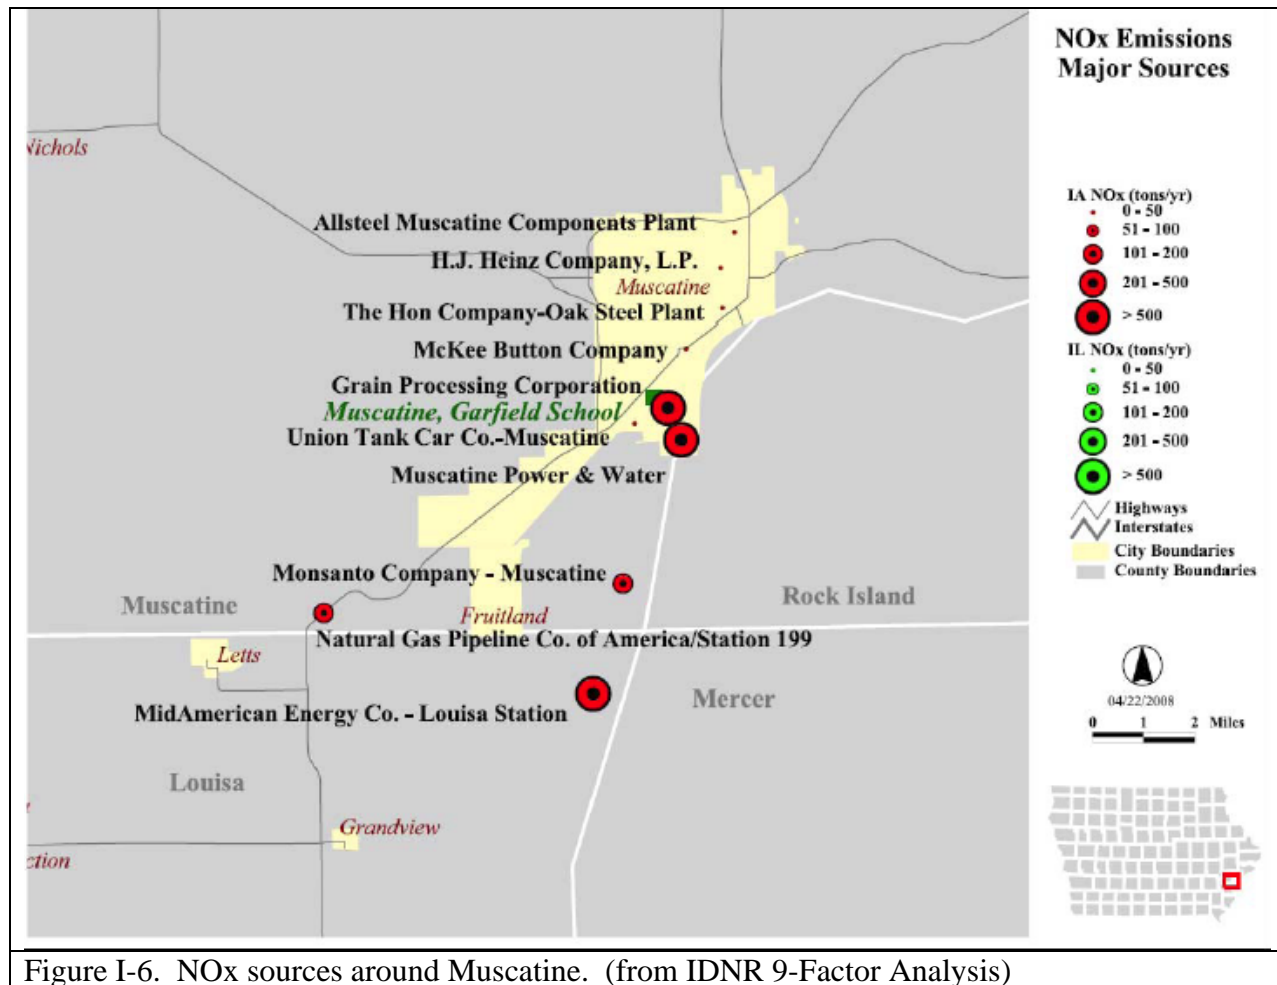 NOx Emissions
Major Sources
Nichols
Allsteel Muscatine Components Plant
H.J. Heinz Company, L.P.
Muscatine
The Hon Company-Oak Steel Plant
McKee Button Company
Grain Processing Corporation
Muscatine, Garfield School
Union Tank Car Co.-Muscatine
Muscatine Power & Water
Monsanto Company - Muscatine
Muscatine
Fruitland
Rock Island
Natural Gas Pipeline Co. of America/Station 199
Letts
MidAmerican Energy Co. - Louisa Station
Mercer
Louisa
Grandview
ction
IA NOx (tons/yr)
0 - 50
51 - 100
101 - 200
201 - 500
> 500
IL NOx (tons/yr)
0 - 50
51 - 100
101 - 200
201 - 500
> 500
Highways
Interstates
City Boundaries
County Boundaries
04/22/2008
0 1 2 Miles
Figure I-6. NOx sources around Muscatine. (from IDNR 9-Factor Analysis)